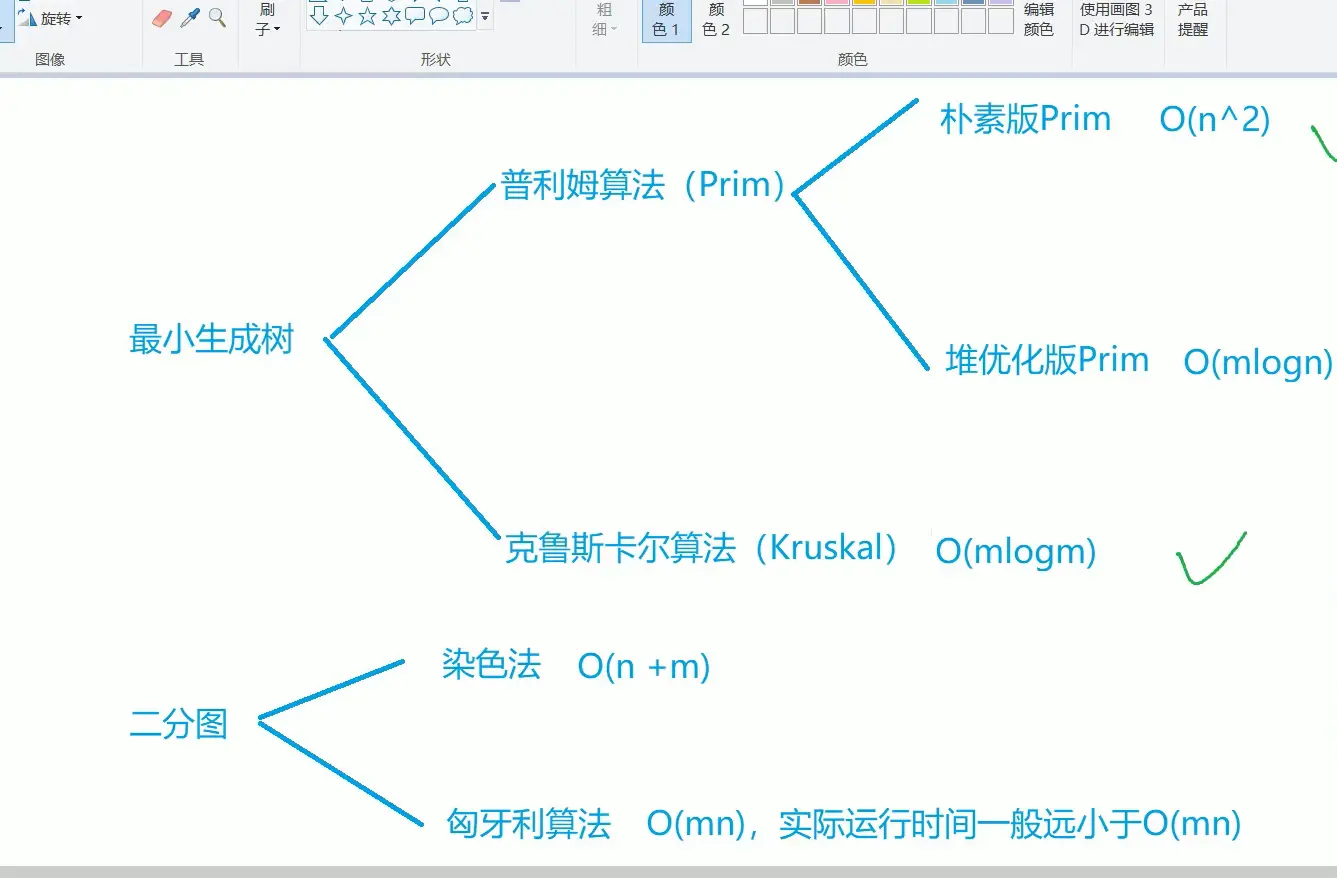 旋转
刷
子
粗
细
颜
色 1
颜
色 2
编辑
颜色
使用画图 3
D 进行编辑
产品
提醒
图像
工具
形状
颜色
朴素版Prim O(n^2)
普利姆算法（Prim）
最小生成树
堆优化版Prim O(mlogn)
克鲁斯卡尔算法（Kruskal） O(mlogm)
染色法 O(n +m)
二分图
匈牙利算法 O(mn)，实际运行时间一般远小于O(mn)